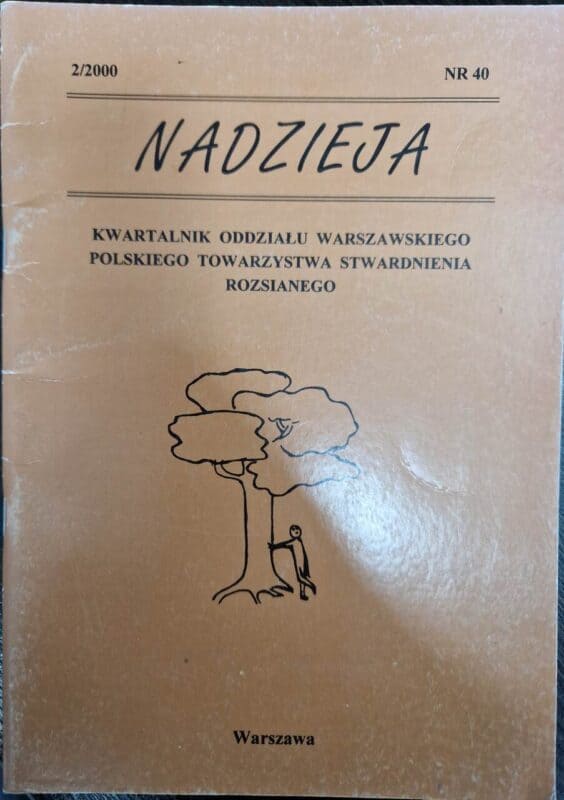 2/2000 NR 40
NADZIEJA
KWARTALNIK ODDZIAŁU WARSZAWSKIEGO
POLSKIEGO TOWARZYSTWA STWARDNIENIA
ROZSIANEGO
Warszawa